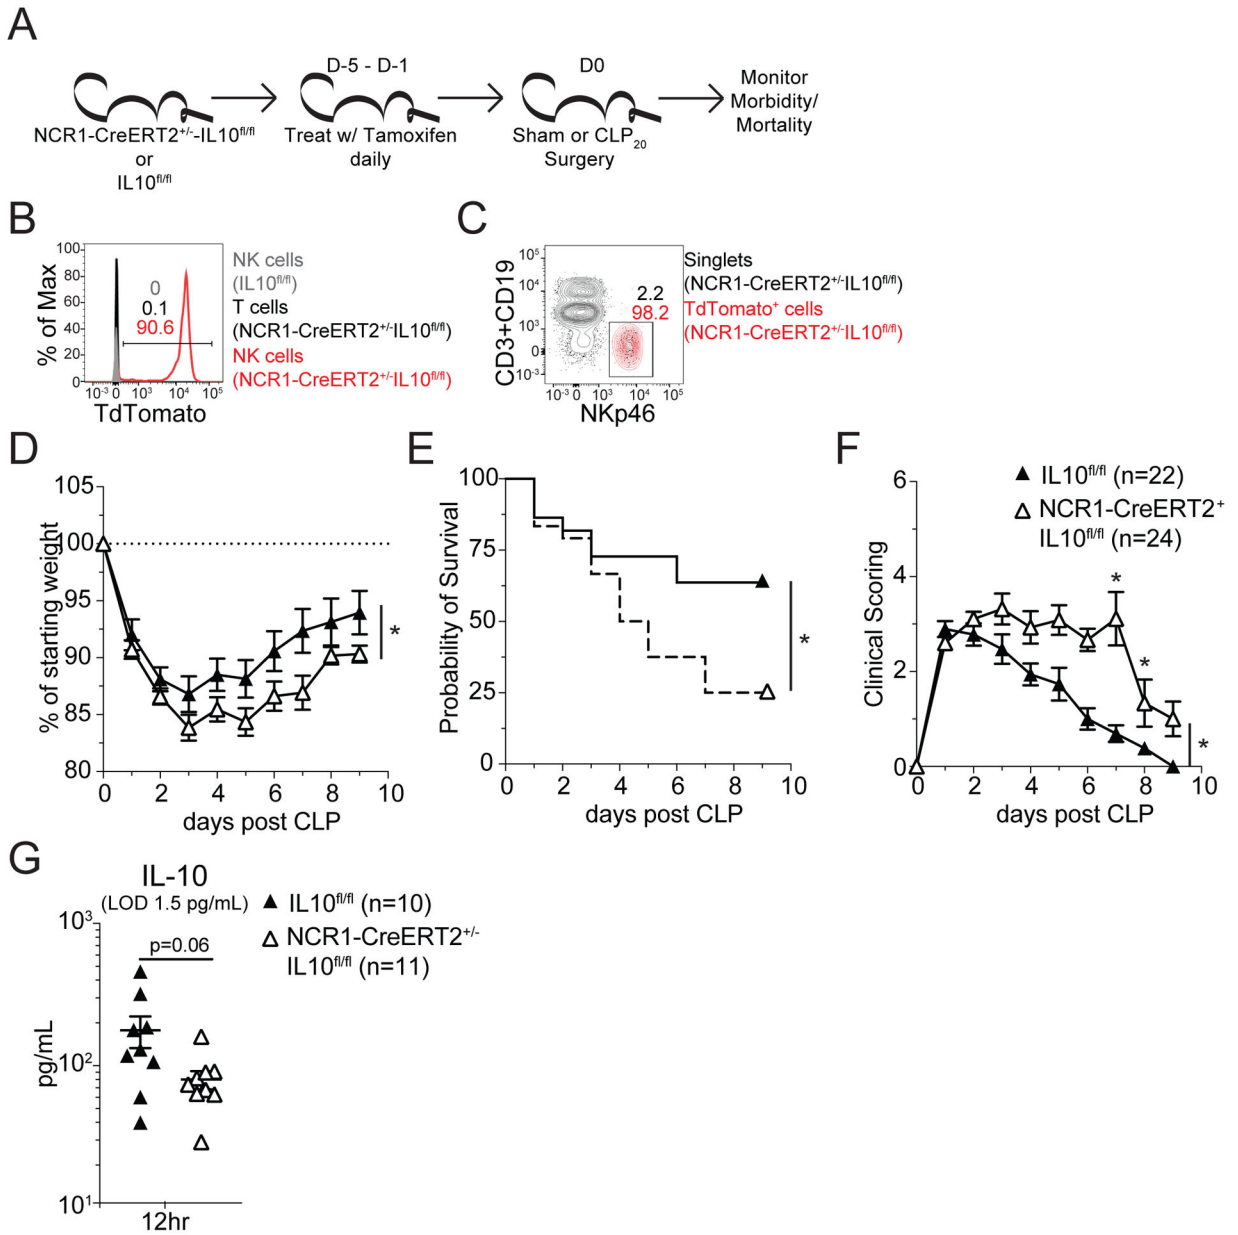 A
D-5 - D-1
D0
NCR1-CreERT2+/--IL10fl/fl
or
IL10fl/fl
Treat w/ Tamoxifen
daily
Sham or CLP20
Surgery
Monitor
Morbidity/
Mortality
B
% of Max
100
80
60
40
20
0
0
0.1
90.6
-10-3 0 103 104 105
TdTomato
NK cells
(IL10fl/fl)
T cells
(NCR1-CreERT2+/-IL10fl/fl)
NK cells
(NCR1-CreERT2+/-IL10fl/fl)
C
CD3+CD19
105
104
103
0
-10-3
2.2
98.2
-10-3 0 103 104 105
NKp46
Singlets
(NCR1-CreERT2+/-IL10fl/fl)
TdTomato+ cells
(NCR1-CreERT2+/-IL10fl/fl)
D
% of starting weight
105
100
95
90
85
80
*
0 2 4 6 8 10
days post CLP
E
Probability of Survival
100
75
50
25
0
*
0 2 4 6 8 10
days post CLP
F
IL10fl/fl (n=22)
NCR1-CreERT2+
IL10fl/fl (n=24)
Clinical Scoring
6
4
2
0
*
*
*
0 2 4 6 8 10
days post CLP
G
IL-10
(LOD 1.5 pg/mL)
IL10fl/fl (n=10)
NCR1-CreERT2+/-
IL10fl/fl (n=11)
pg/mL
103
102
101
p=0.06
12hr